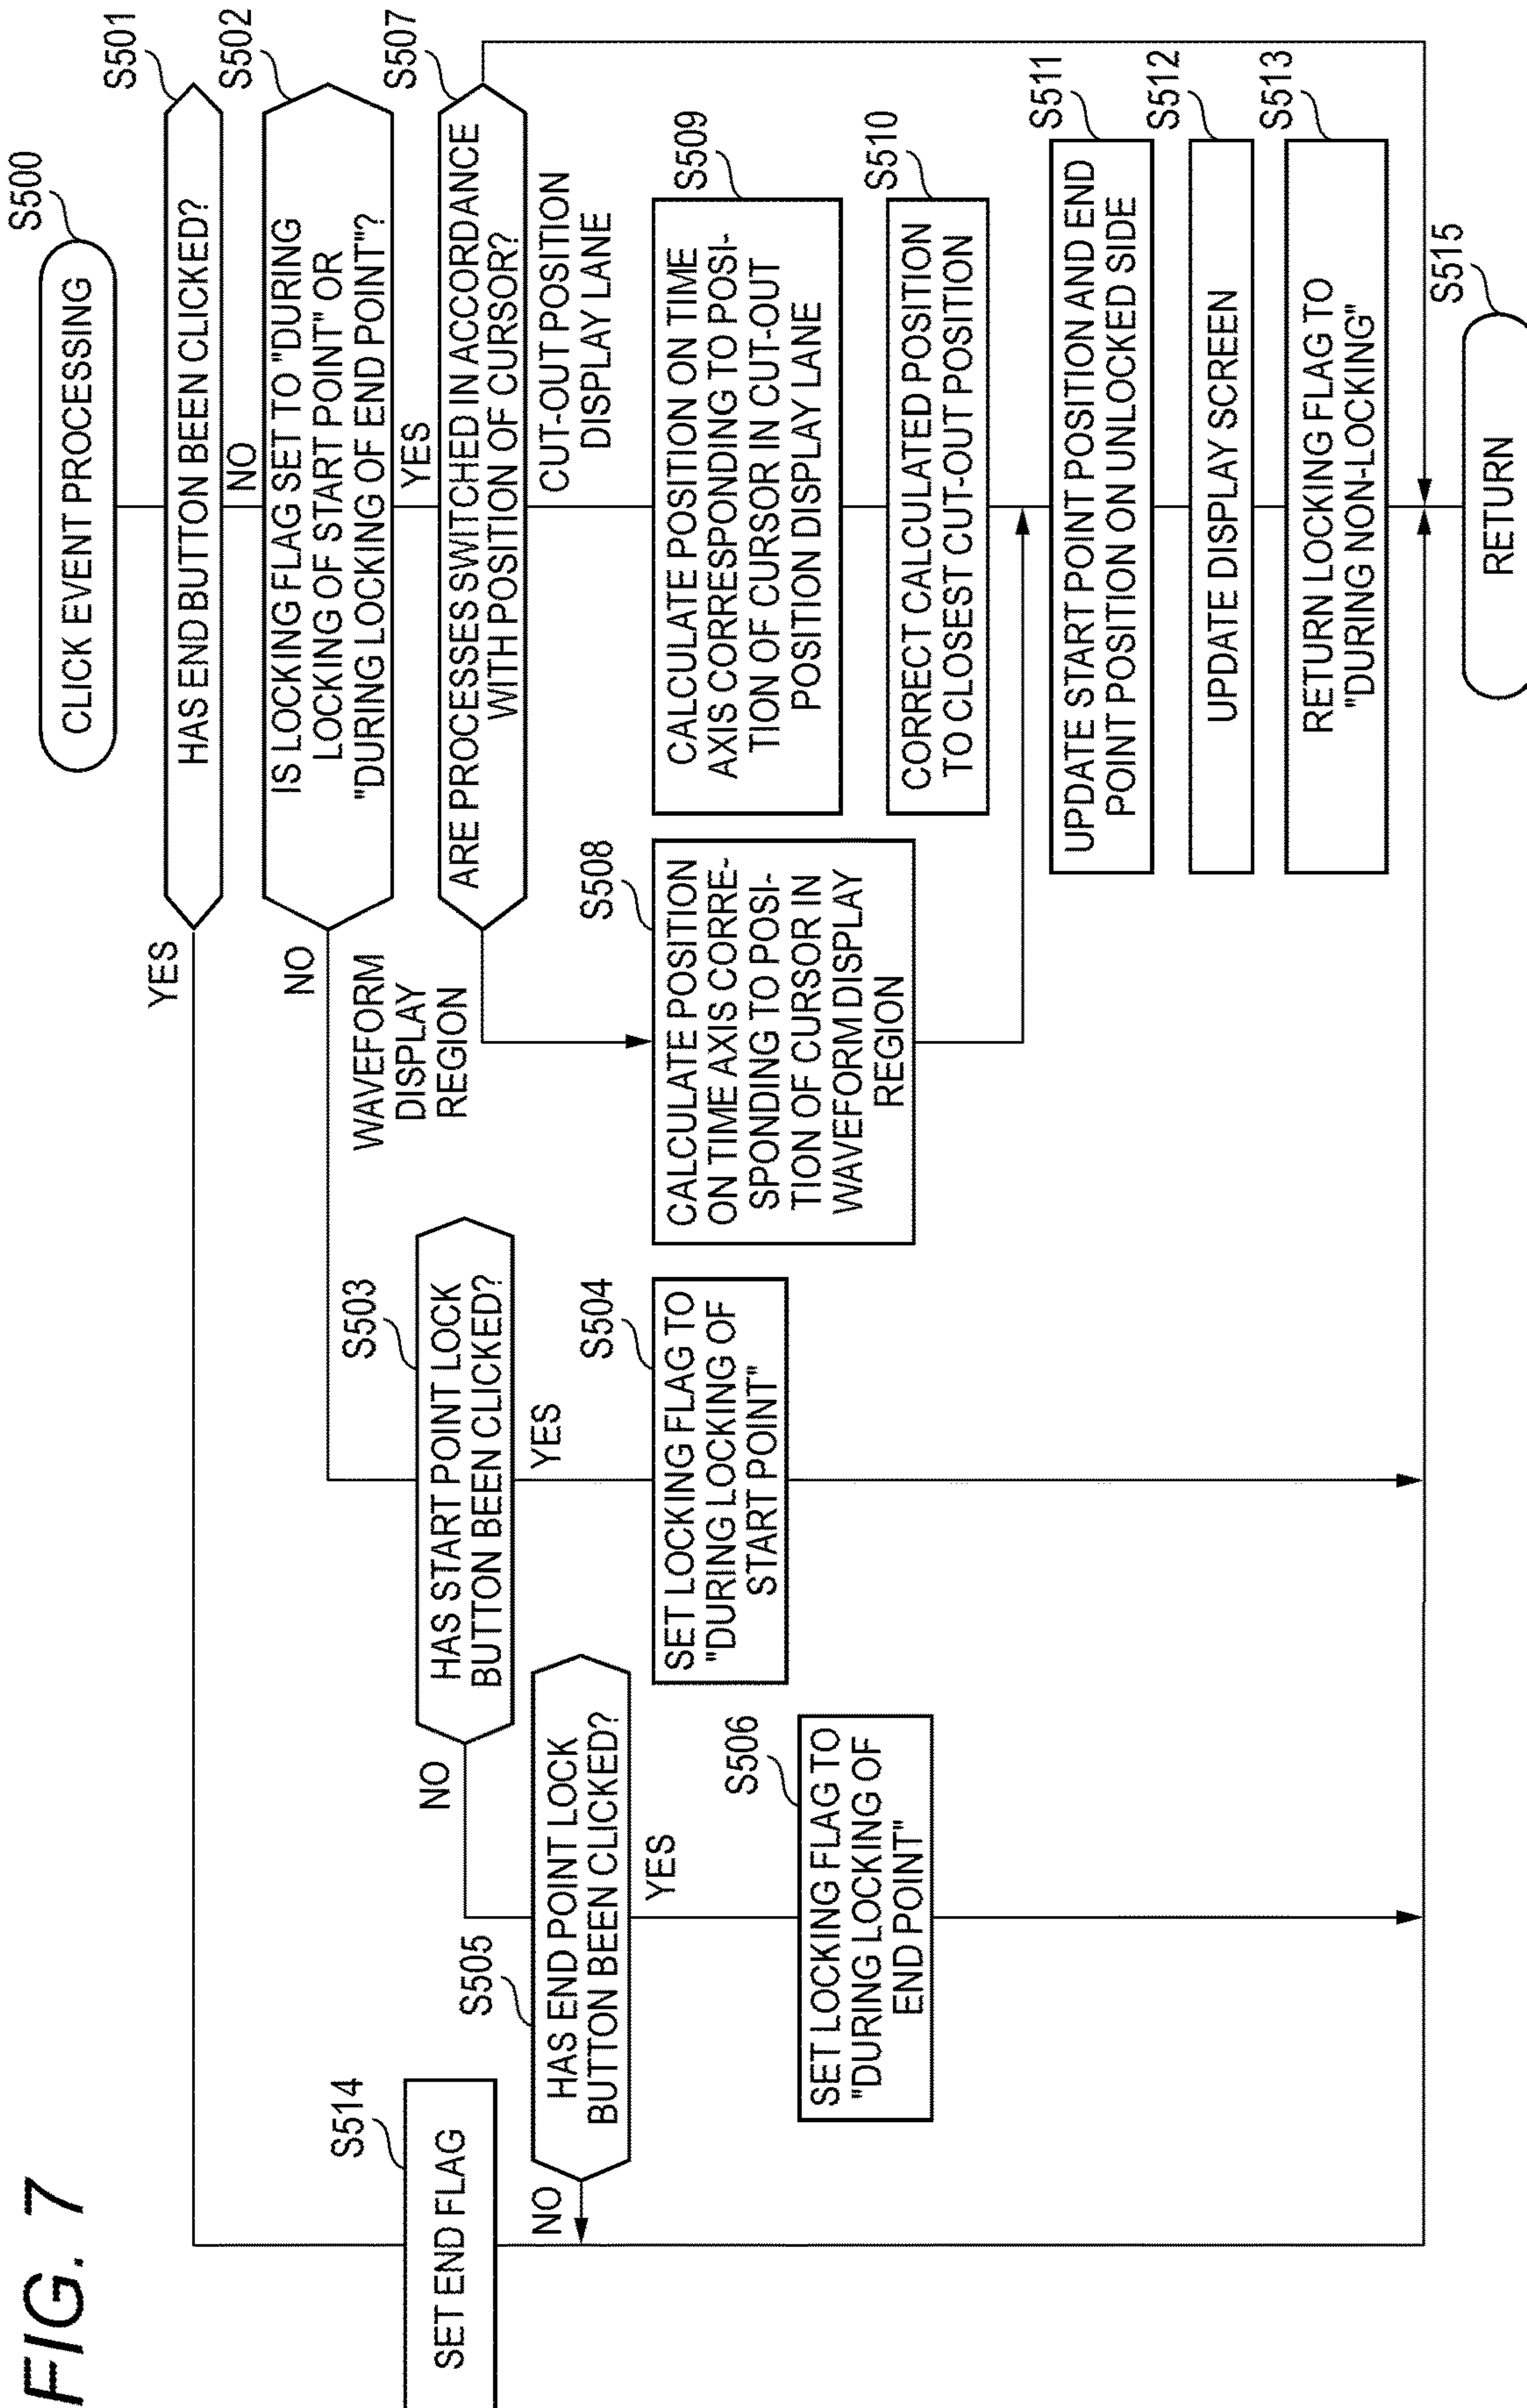 FIG. 7
CLICK EVENT PROCESSING
S500
HAS END BUTTON BEEN CLICKED?
S501
YES
NO
IS LOCKING FLAG SET TO "DURING
LOCKING OF START POINT" OR
"DURING LOCKING OF END POINT"?
S502
NO
YES
ARE PROCESSES SWITCHED IN ACCORDANCE
WITH POSITION OF CURSOR?
S507
WAVEFORM
DISPLAY
REGION
CUT-OUT POSITION
DISPLAY LANE
S514
SET END FLAG
S503
HAS START POINT LOCK
BUTTON BEEN CLICKED?
NO
YES
S505
HAS END POINT LOCK
BUTTON BEEN CLICKED?
NO
YES
S504
SET LOCKING FLAG TO
"DURING LOCKING OF
START POINT"
S506
SET LOCKING FLAG TO
"DURING LOCKING OF
END POINT"
S508
CALCULATE POSITION
ON TIME AXIS CORRE-
SPONDING TO POSI-
TION OF CURSOR IN
WAVEFORM DISPLAY
REGION
S509
CALCULATE POSITION ON TIME
AXIS CORRESPONDING TO POSI-
TION OF CURSOR IN CUT-OUT
POSITION DISPLAY LANE
S510
CORRECT CALCULATED POSITION
TO CLOSEST CUT-OUT POSITION
S511
UPDATE START POINT POSITION AND END
POINT POSITION ON UNLOCKED SIDE
S512
UPDATE DISPLAY SCREEN
S513
RETURN LOCKING FLAG TO
"DURING NON-LOCKING"
S515
RETURN